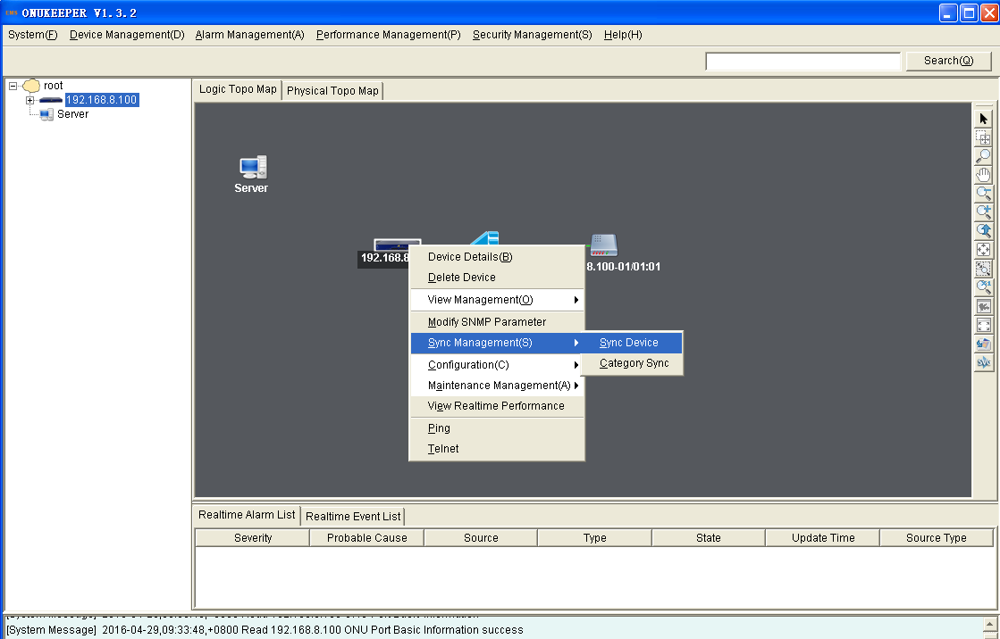 EMS ONUKEEPER V1.3.2
System(F) Device Management(D) Alarm Management(A) Performance Management(P) Security Management(S) Help(H)
Search(Q)
root
192.168.8.100
Server
Logic Topo Map
Physical Topo Map
Server
192.168.8
8.100-01/01:01
Device Details(B)
Delete Device
View Management(O)
Modify SNMP Parameter
Sync Management(S)
Sync Device
Category Sync
Configuration(C)
Maintenance Management(A)
View Realtime Performance
Ping
Telnet
Realtime Alarm List
Realtime Event List
Severity Probable Cause Source Type State Update Time Source Type
[System Message] 2016-04-29,09:33:48,+0800 Read 192.168.8.100 ONU Port Basic Information success